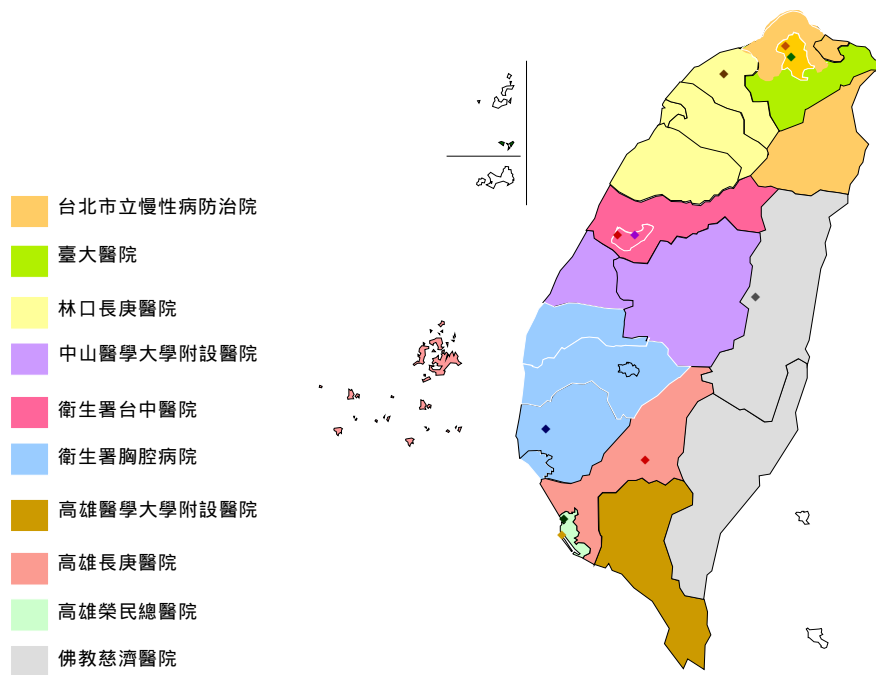 台北市立慢性病防治院
臺大醫院
林口長庚醫院
中山醫學大學附設醫院
衛生署台中醫院
衛生署胸腔病院
高雄醫學大學附設醫院
高雄長庚醫院
高雄榮民總醫院
佛教慈濟醫院